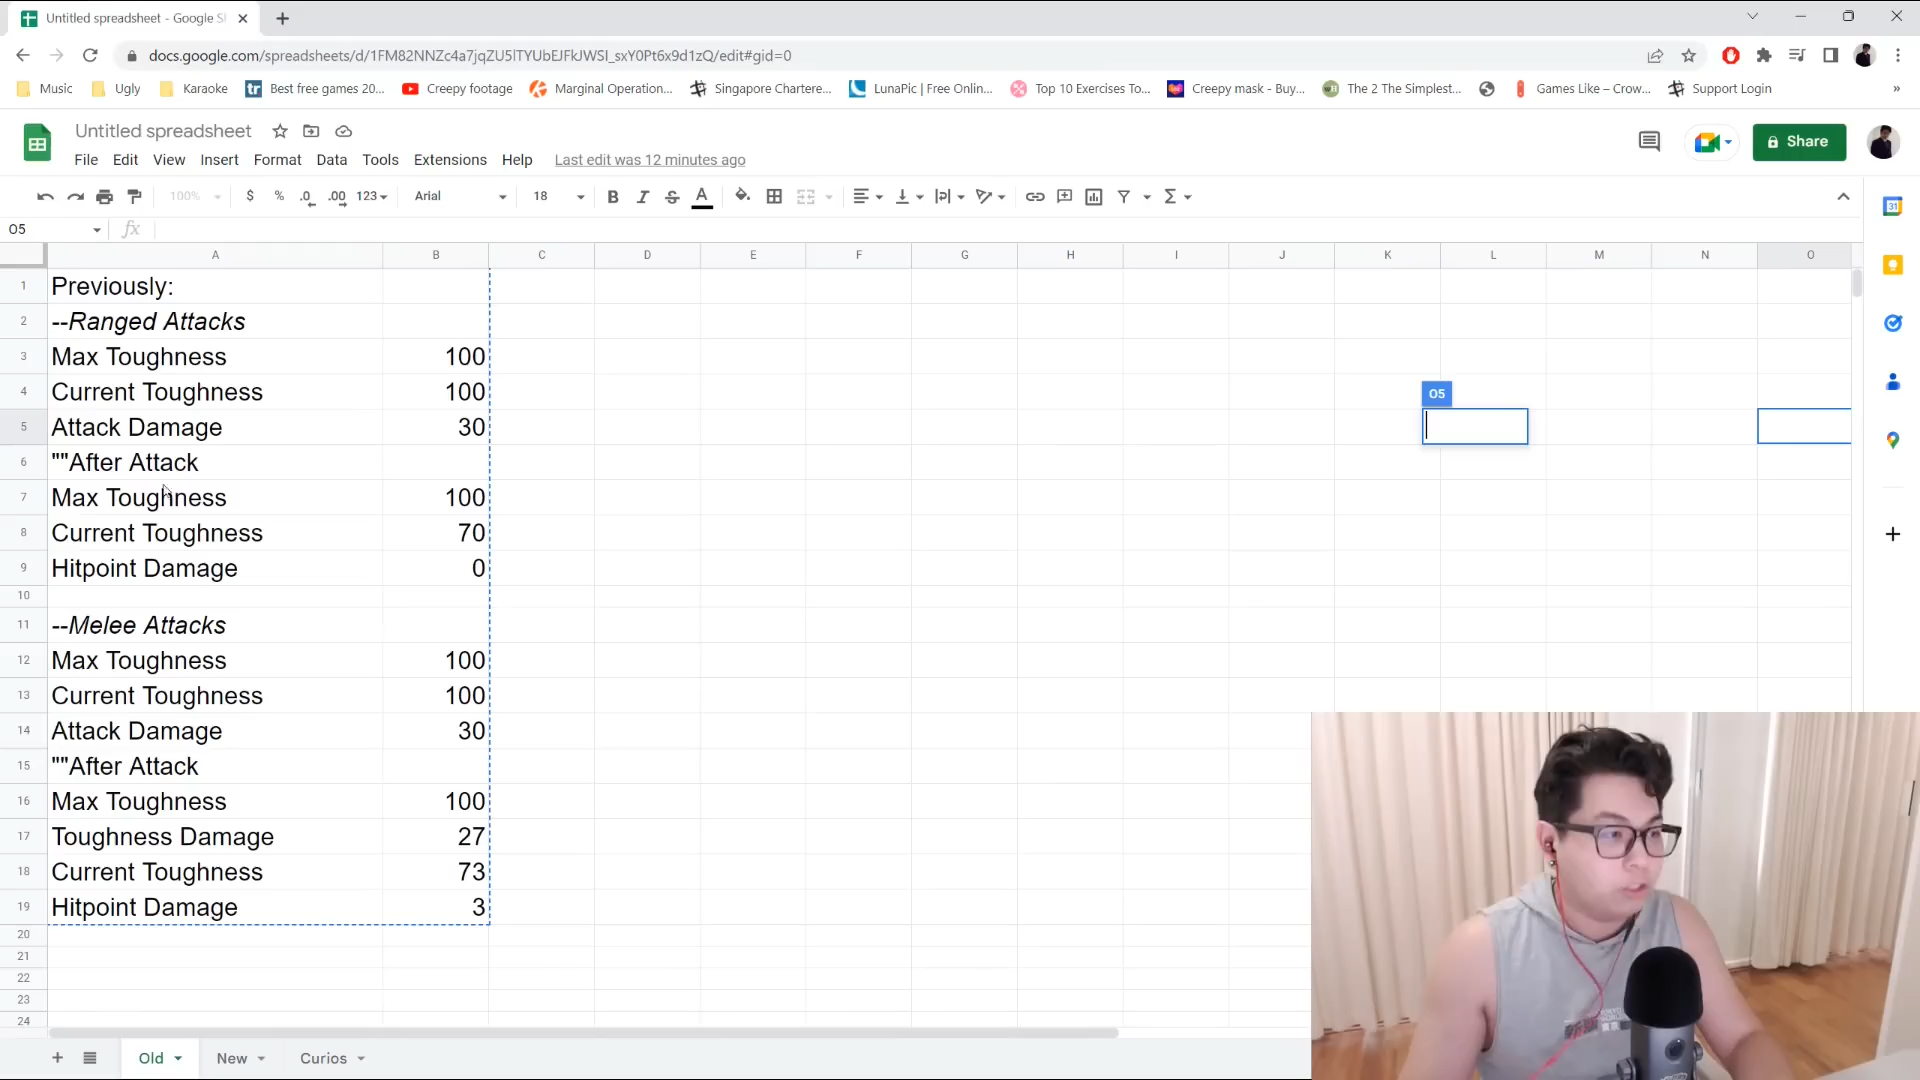 Untitled spreadsheet - Google S
docs.google.com/spreadsheets/d/1FM82NNZc4a7jqZU5lTYUbEJFkJWSI_sxY0Pt6x9d1zQ/edit#gid=0
Music Ugly Karaoke Best free games 20... Creepy footage Marginal Operation... Singapore Chartere... LunaPic | Free Onlin... Top 10 Exercises To... Creepy mask - Buy... The 2 The Simplest... Games Like – Crow... Support Login »
Untitled spreadsheet
File Edit View Insert Format Data Tools Extensions Help Last edit was 12 minutes ago
Share
100% $ % .0 .00 123 Arial 18 B I S A Σ
31
O5 fx
A B C D E F G H I J K L M N O
1 Previously:
2 --Ranged Attacks
3 Max Toughness 100
4 Current Toughness 100
O5
5 Attack Damage 30
6 ""After Attack
7 Max Toughness 100
8 Current Toughness 70
9 Hitpoint Damage 0
10
11 --Melee Attacks
12 Max Toughness 100
13 Current Toughness 100
14 Attack Damage 30
15 ""After Attack
16 Max Toughness 100
17 Toughness Damage 27
18 Current Toughness 73
19 Hitpoint Damage 3
20
21
22
23
24
Old New Curios